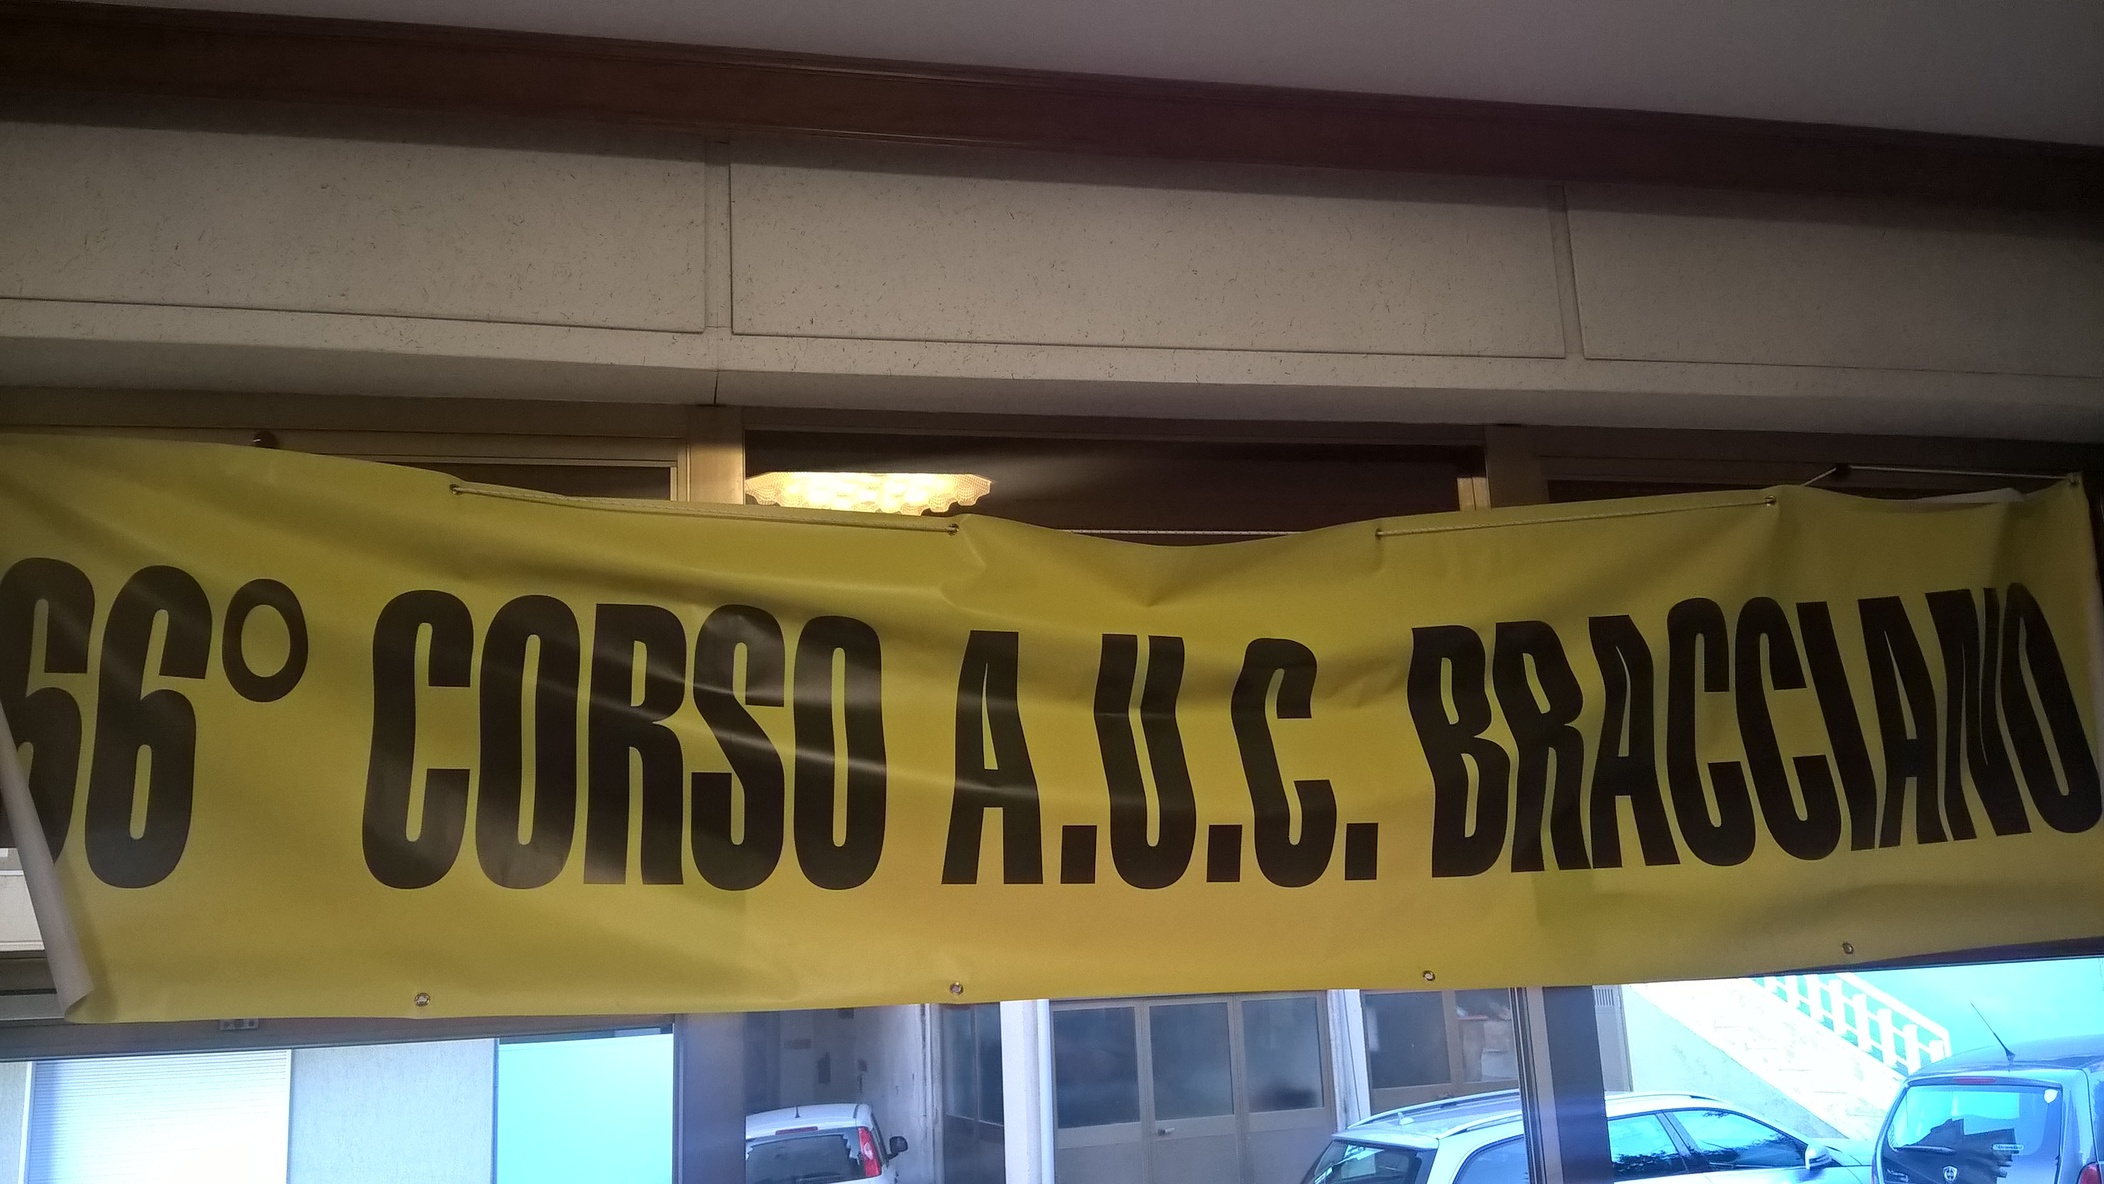 66° CORSO A.U.C. BRACCIANO